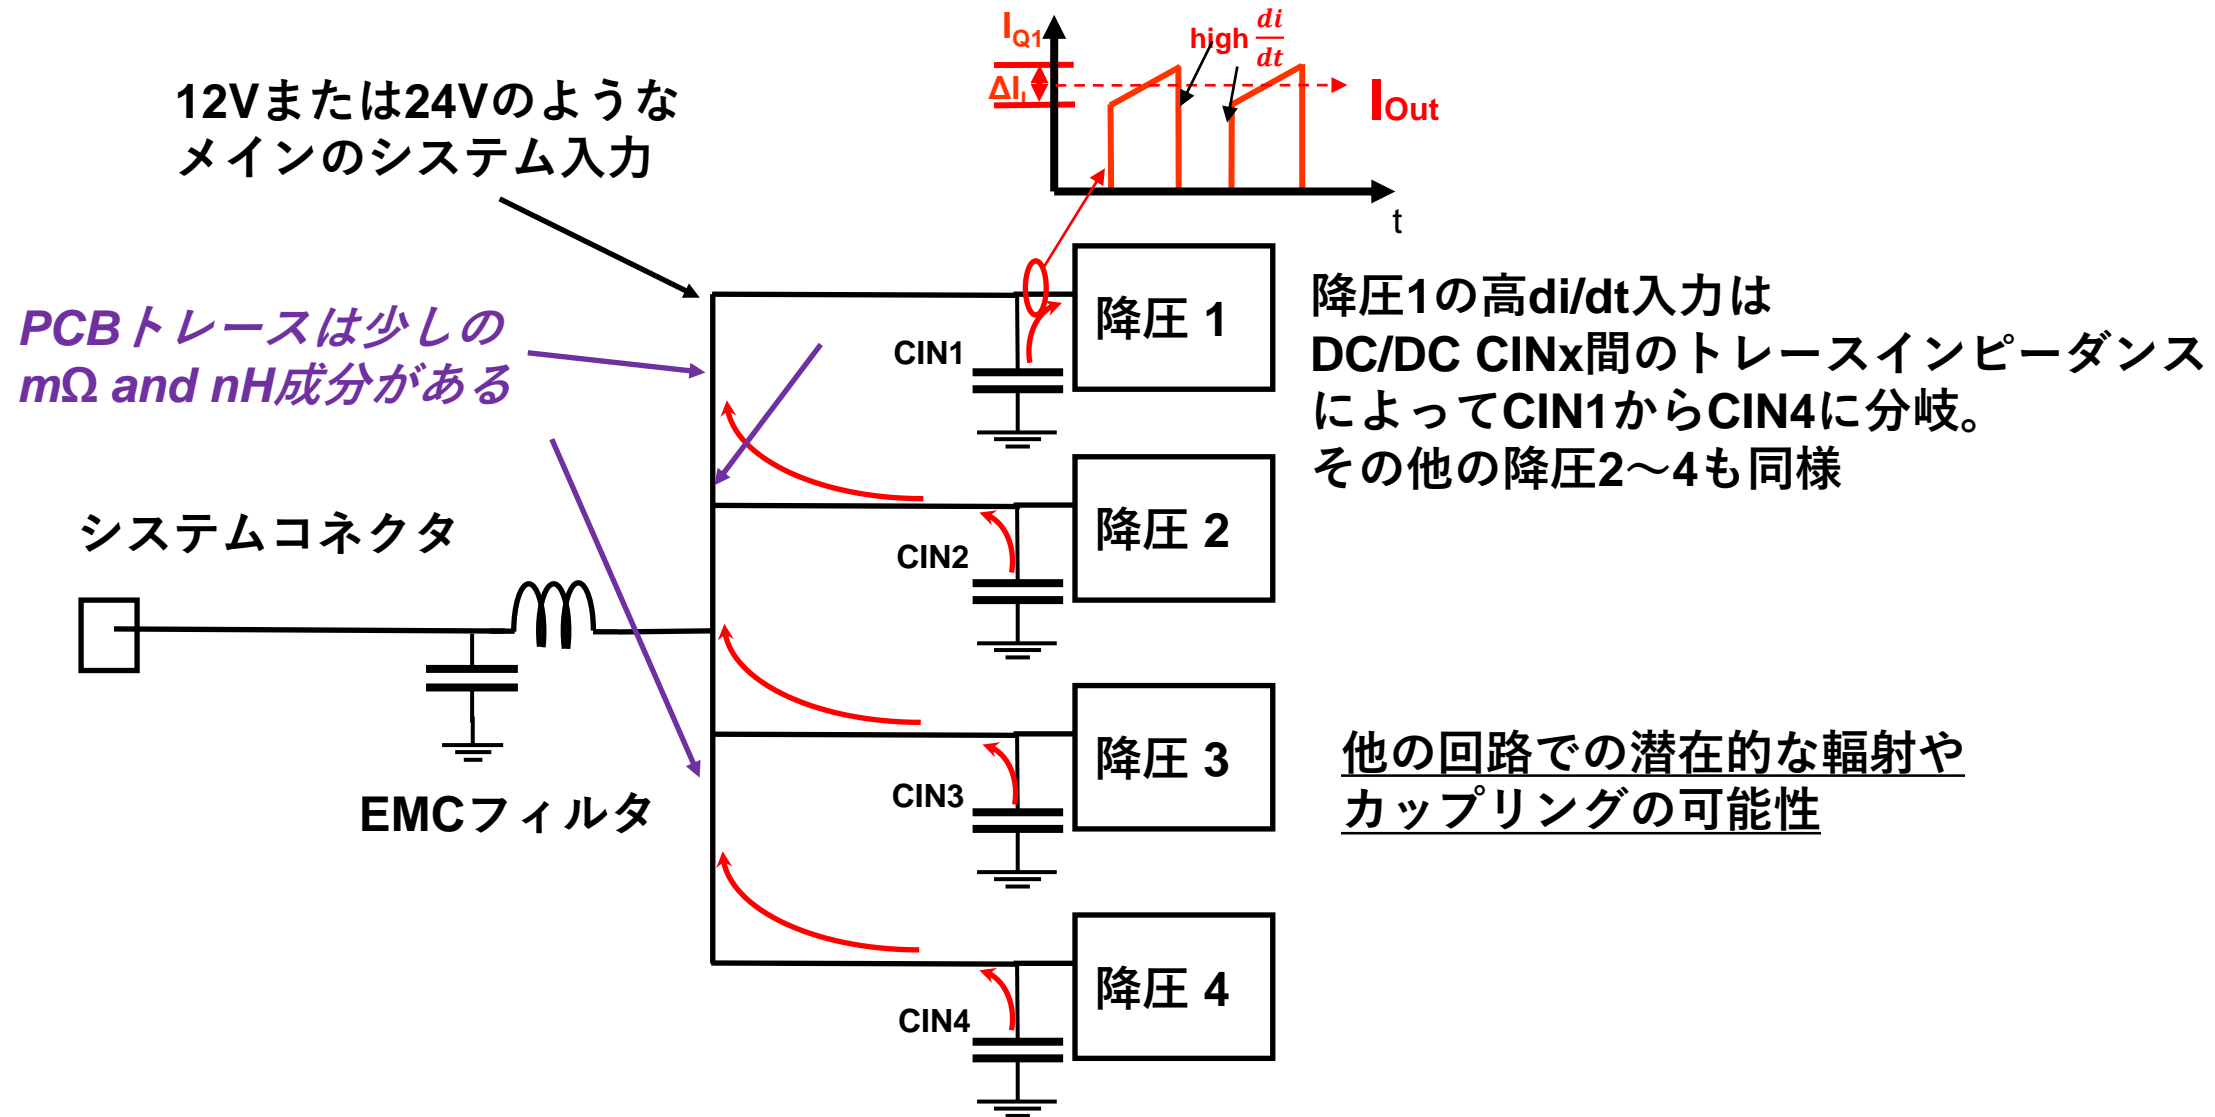 I_Q1
high di/dt
ΔI_L
I_Out
t
12Vまたは24Vのような
メインのシステム入力
PCBトレースは少しの
mΩ and nH成分がある
システムコネクタ
EMCフィルタ
CIN1
降圧 1
CIN2
降圧 2
CIN3
降圧 3
CIN4
降圧 4
降圧1の高di/dt入力は
DC/DC CINx間のトレースインピーダンス
によってCIN1からCIN4に分岐。
その他の降圧2～4も同様
他の回路での潜在的な輻射や
カップリングの可能性